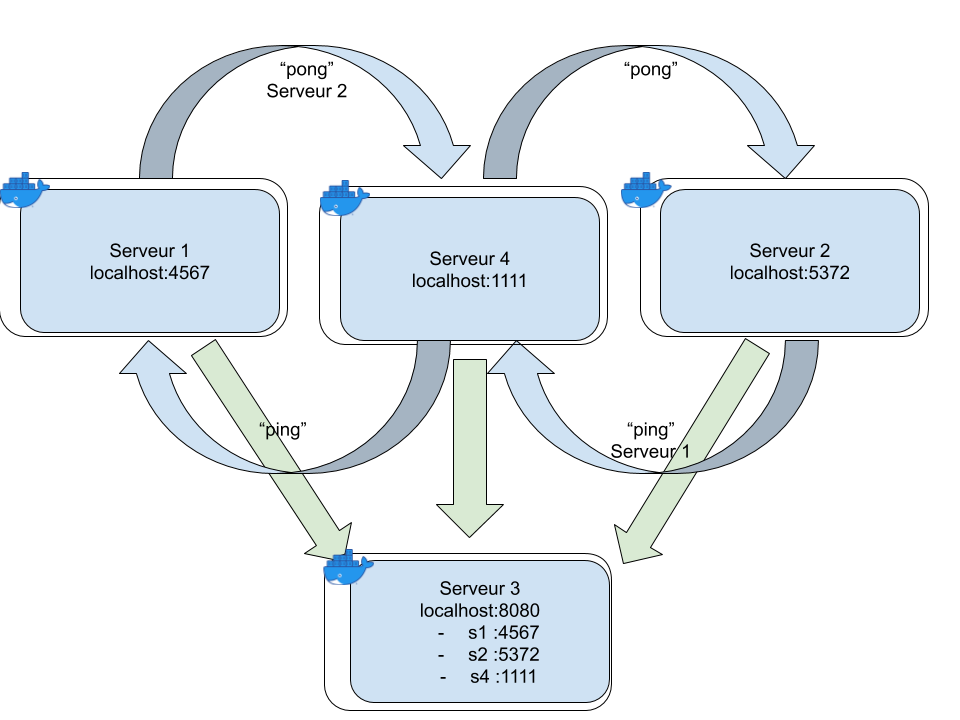 “pong”
Serveur 2
“pong”
Serveur 1
localhost:4567
Serveur 4
localhost:1111
Serveur 2
localhost:5372
“ping”
“ping”
Serveur 1
Serveur 3
localhost:8080
- s1 :4567
- s2 :5372
- s4 :1111